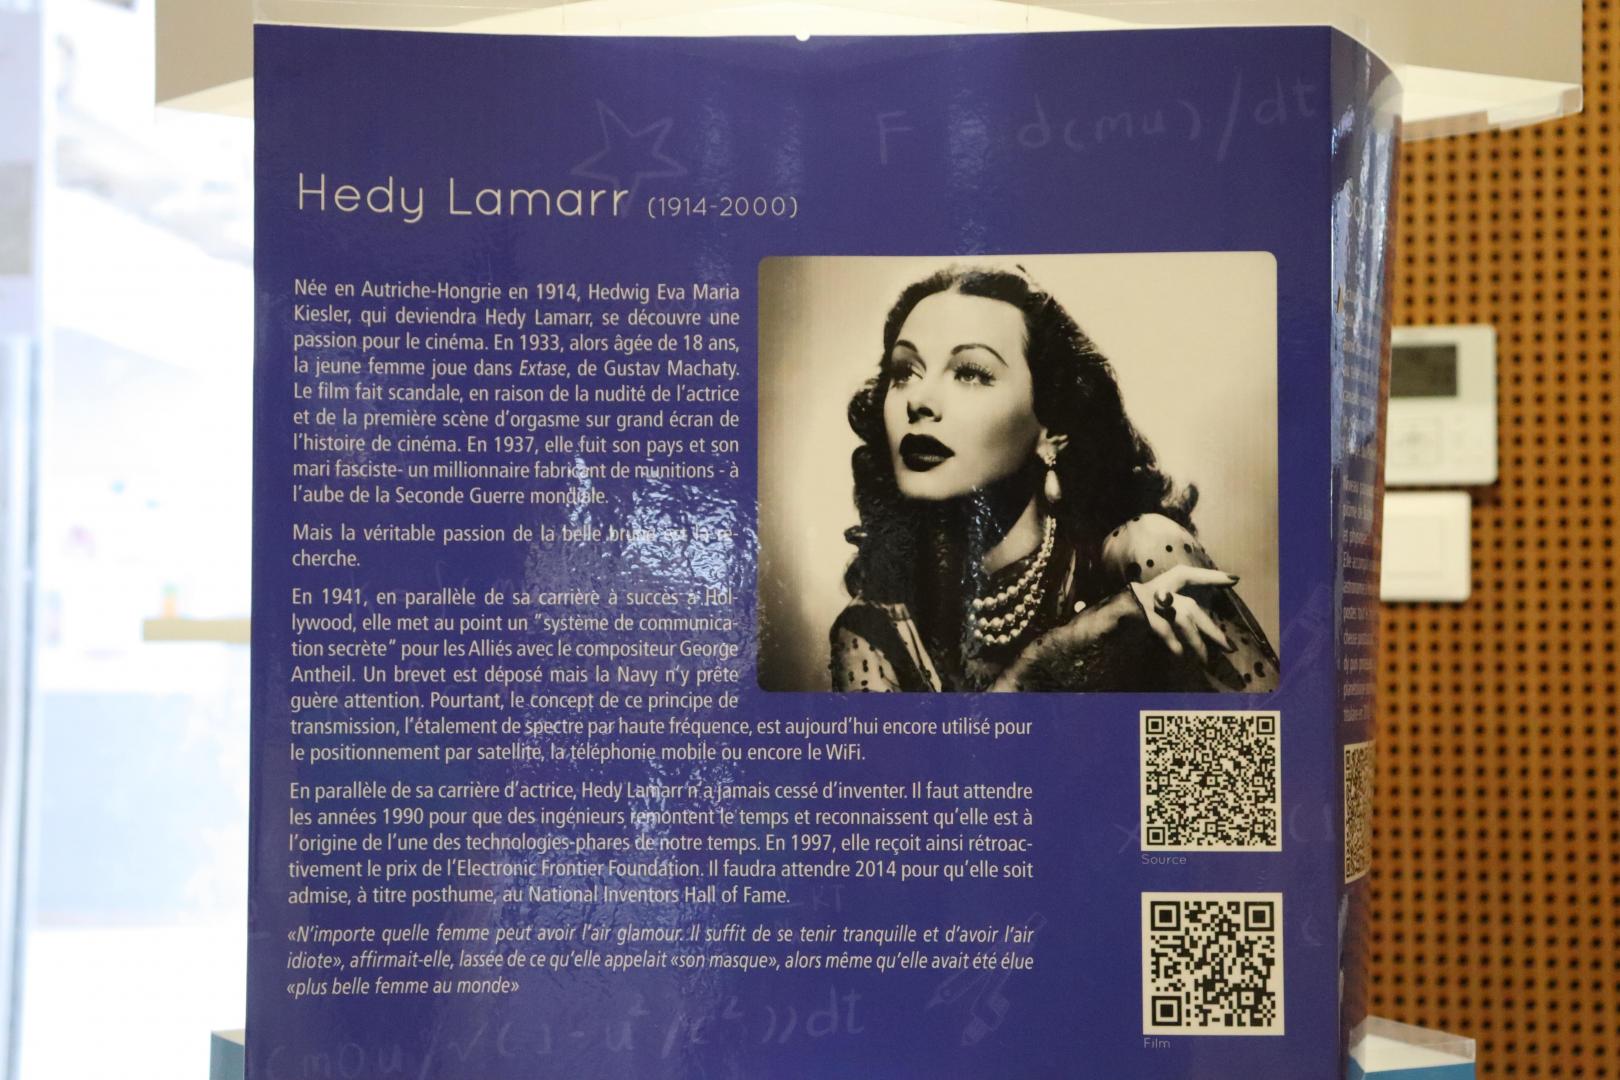 F d(mu)/dt
Hedy Lamarr (1914-2000)
Née en Autriche-Hongrie en 1914, Hedwig Eva Maria
Kiesler, qui deviendra Hedy Lamarr, se découvre une
passion pour le cinéma. En 1933, alors âgée de 18 ans,
la jeune femme joue dans Extase, de Gustav Machaty.
Le film fait scandale, en raison de la nudité de l'actrice
et de la première scène d'orgasme sur grand écran de
l'histoire de cinéma. En 1937, elle fuit son pays et son
mari fasciste- un millionnaire fabricant de munitions - à
l'aube de la Seconde Guerre mondiale.
Mais la véritable passion de la belle brune est la re-
cherche.
En 1941, en parallèle de sa carrière à succès à Hol-
lywood, elle met au point un "système de communica-
tion secrète" pour les Alliés avec le compositeur George
Antheil. Un brevet est déposé mais la Navy n'y prête
guère attention. Pourtant, le concept de ce principe de
transmission, l'étalement de spectre par haute fréquence, est aujourd'hui encore utilisé pour
le positionnement par satellite, la téléphonie mobile ou encore le WiFi.
En parallèle de sa carrière d'actrice, Hedy Lamarr n'a jamais cessé d'inventer. Il faut attendre
les années 1990 pour que des ingénieurs remontent le temps et reconnaissent qu'elle est à
l'origine de l'une des technologies-phares de notre temps. En 1997, elle reçoit ainsi rétroac-
tivement le prix de l'Electronic Frontier Foundation. Il faudra attendre 2014 pour qu'elle soit
admise, à titre posthume, au National Inventors Hall of Fame.
«N'importe quelle femme peut avoir l'air glamour. Il suffit de se tenir tranquille et d'avoir l'air
idiote», affirmait-elle, lassée de ce qu'elle appelait «son masque», alors même qu'elle avait été élue
«plus belle femme au monde»
Source
Film